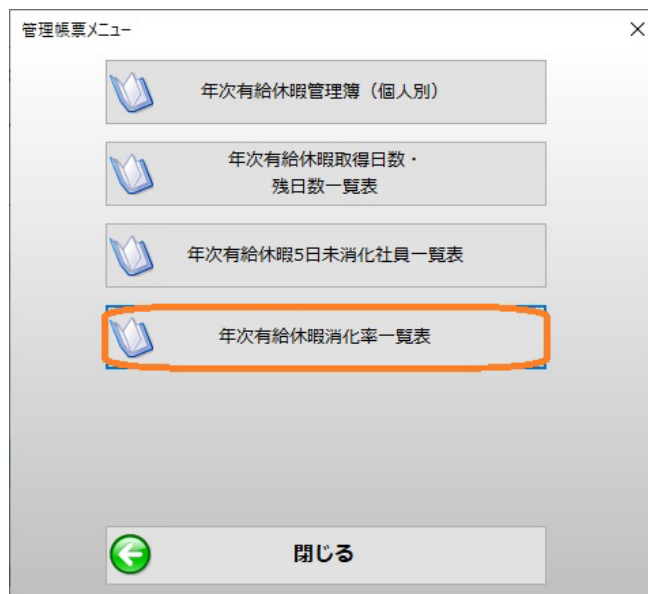 管理帳票メニュー
年次有給休暇管理簿（個人別）
年次有給休暇取得日数・
残日数一覧表
年次有給休暇5日未消化社員一覧表
年次有給休暇消化率一覧表
閉じる